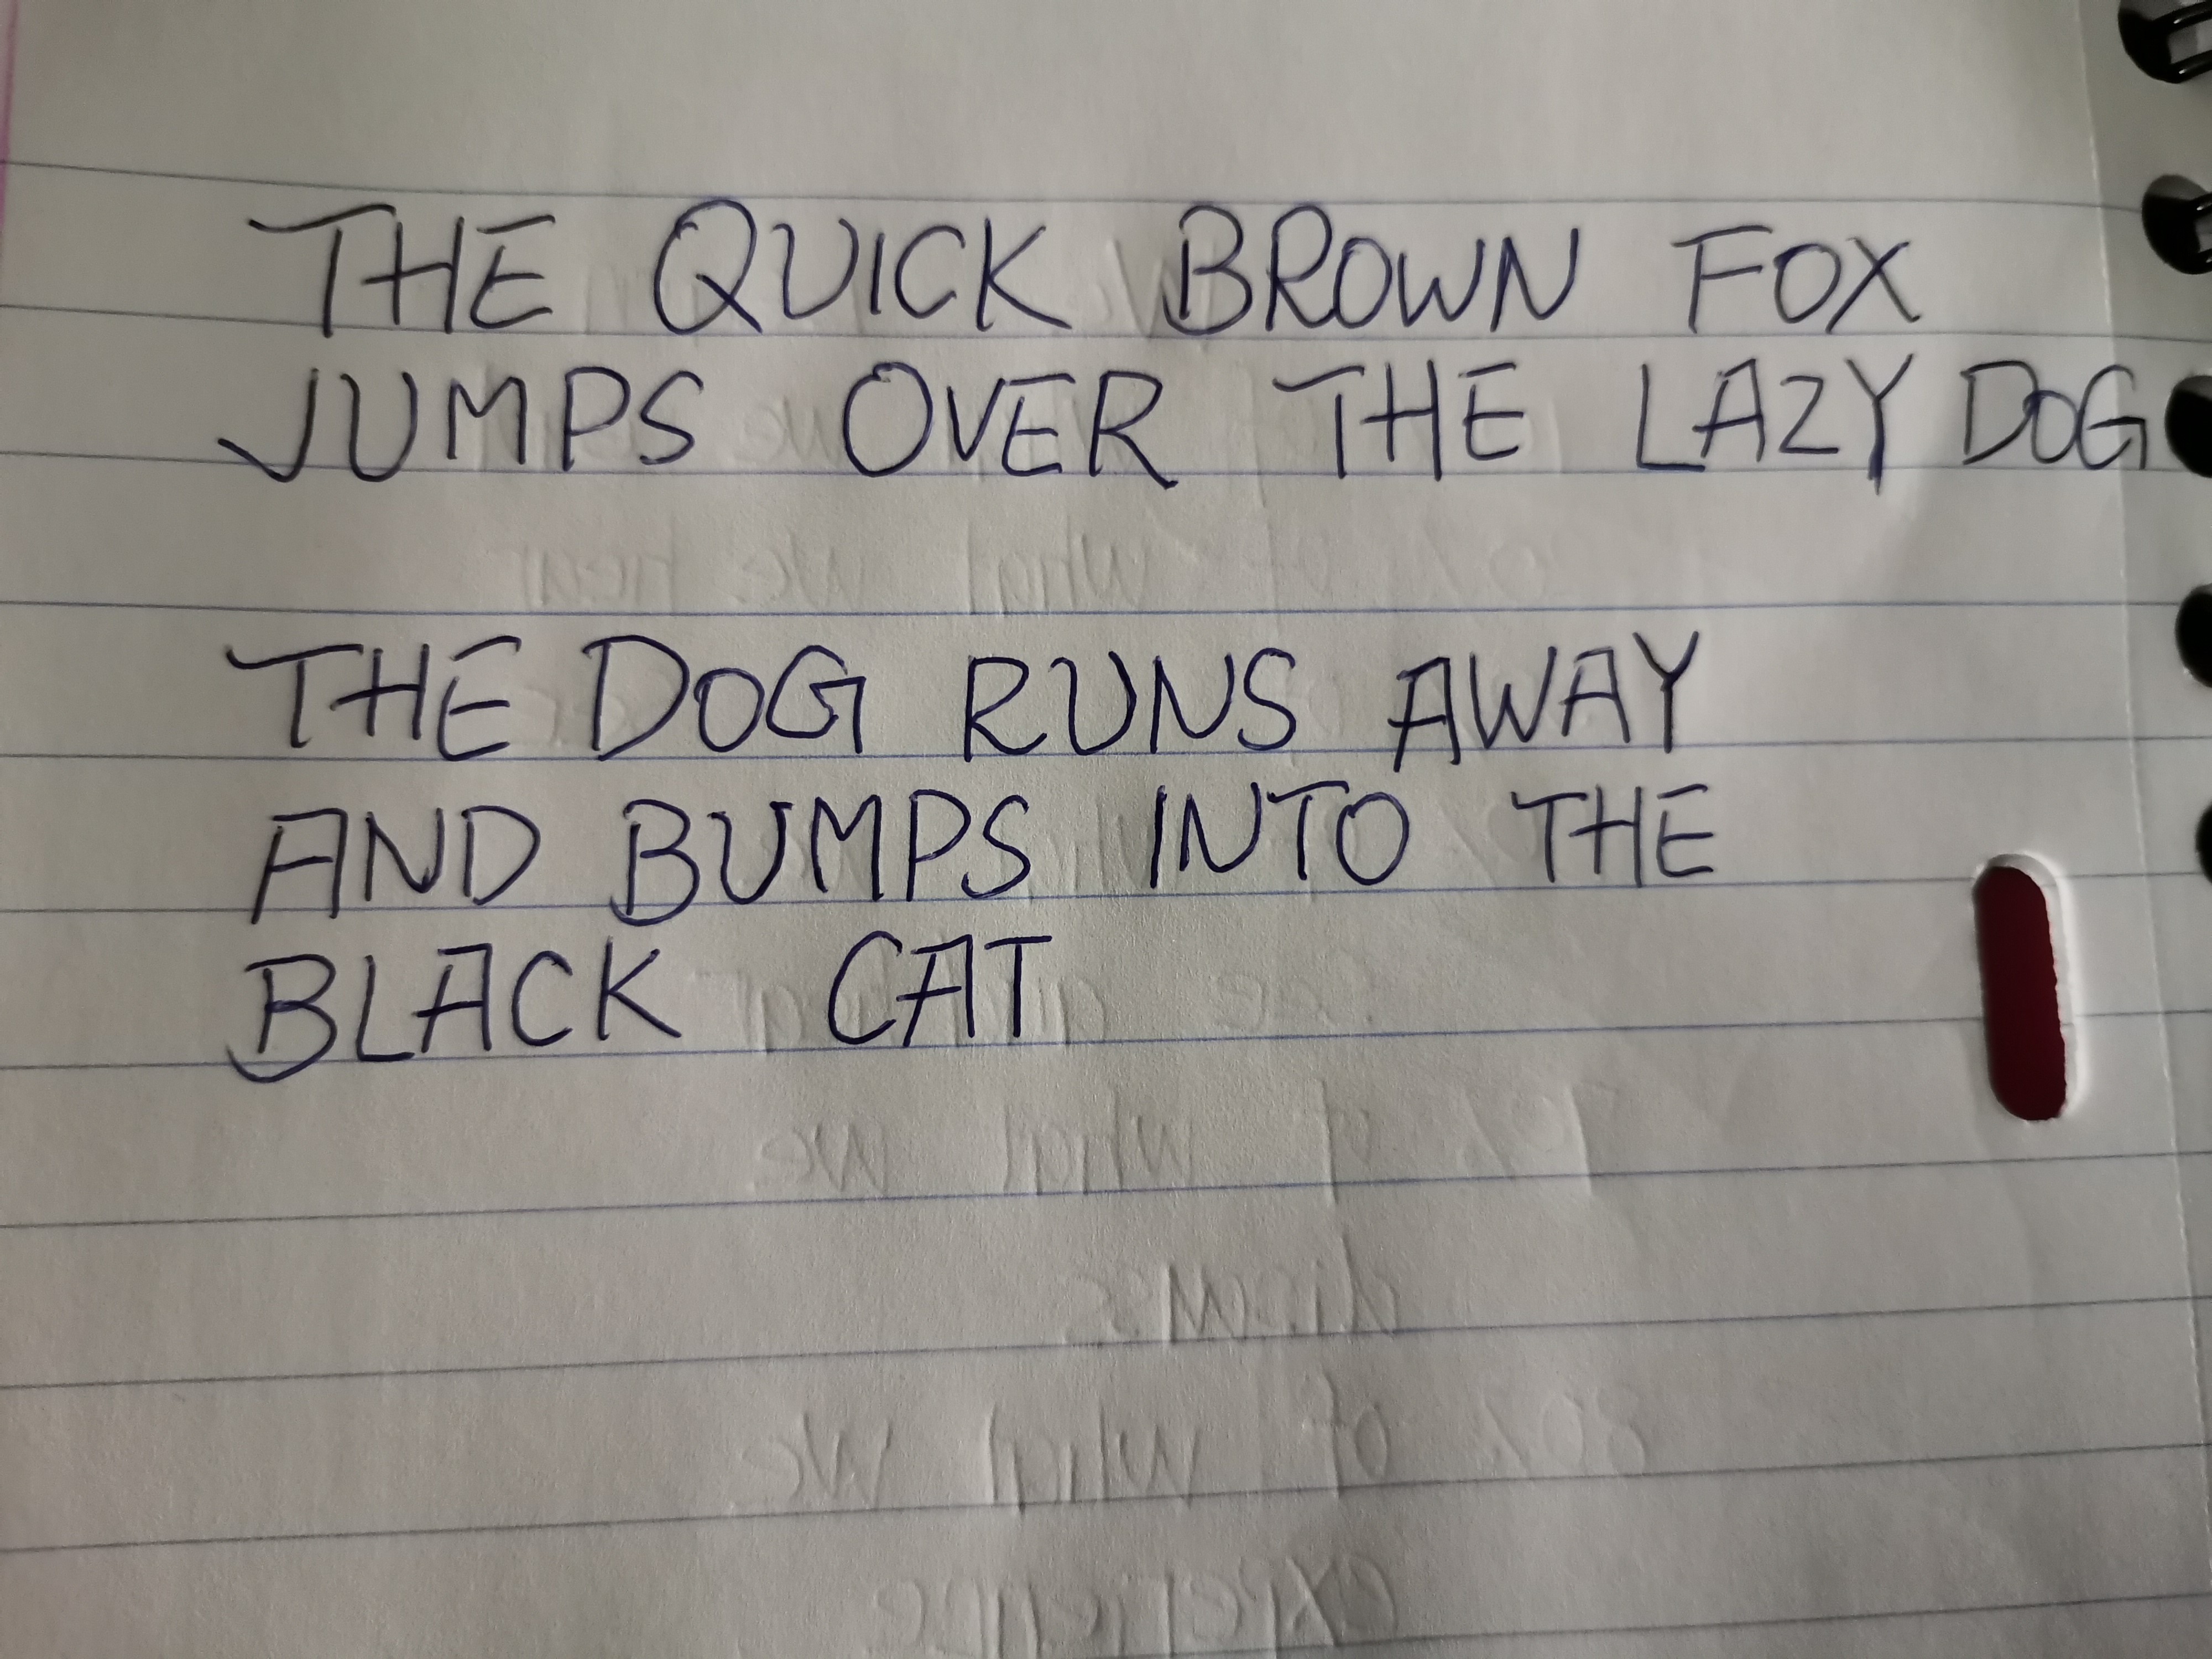 THE QUICK BROWN FOX
JUMPS OVER THE LAZY DOG
THE DOG RUNS AWAY
AND BUMPS INTO THE
BLACK CAT